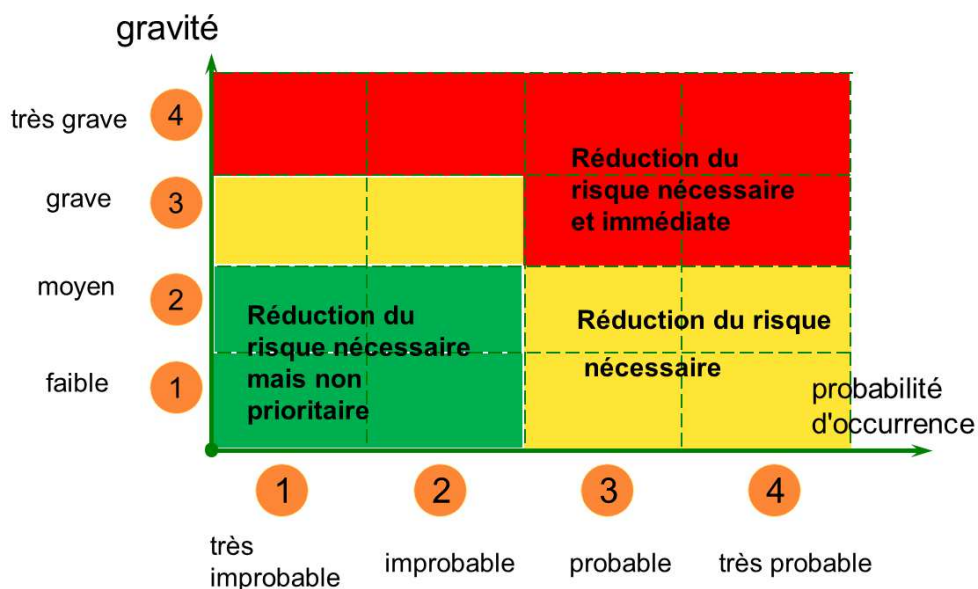 gravité
très grave
4
grave
3
moyen
2
faible
1
Réduction du
risque nécessaire
et immédiate
Réduction du
risque nécessaire
mais non
prioritaire
Réduction du risque
nécessaire
probabilité
d'occurrence
1
2
3
4
très
improbable
improbable
probable
très probable